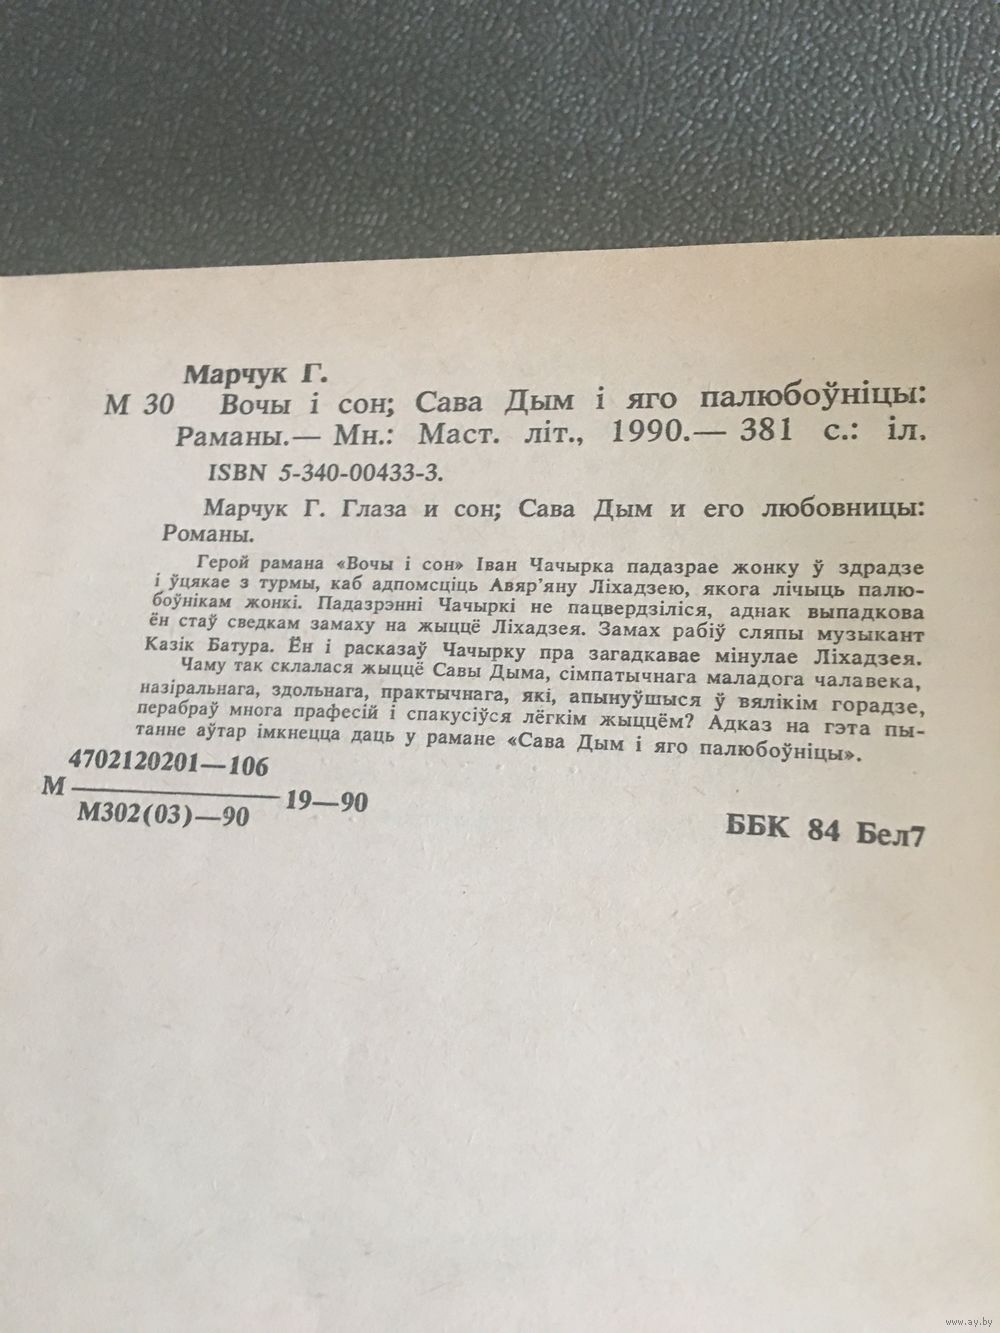 Марчук Г.
М 30 Вочы і сон; Сава Дым і яго палюбоўніцы:
Раманы.— Мн.: Маст. літ., 1990.— 381 с.: іл.
ISBN 5-340-00433-3.
Марчук Г. Глаза и сон; Сава Дым и его любовницы:
Романы.
Герой рамана «Вочы і сон» Іван Чачырка падазрае жонку ў здрадзе
і ўцякае з турмы, каб адпомсціць Авяр’яну Ліхадзею, якога лічыць палю-
боўнікам жонкі. Падазрэнні Чачыркі не пацвердзіліся, аднак выпадкова
ён стаў сведкам замаху на жыццё Ліхадзея. Замах рабіў сляпы музыкант
Казік Батура. Ён і расказаў Чачырку пра загадкавае мінулае Ліхадзея.
Чаму так склалася жыццё Савы Дыма, сімпатычнага маладога чалавека,
назіральнага, здольнага, практычнага, які, апынуўшыся ў вялікім горадзе,
перабраў многа прафесій і спакусіўся лёгкім жыццём? Адказ на гэта пы-
танне аўтар імкнецца даць у рамане «Сава Дым і яго палюбоўніцы».
4702120201—106
М 19—90
М302(03)—90
ББК 84 Бел7
www.ay.by